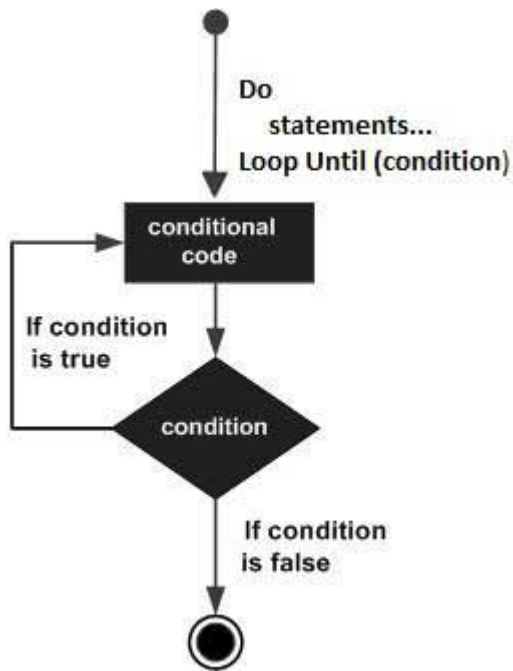 Do
statements...
Loop Until (condition)
conditional
code
If condition
is true
condition
If condition
is false